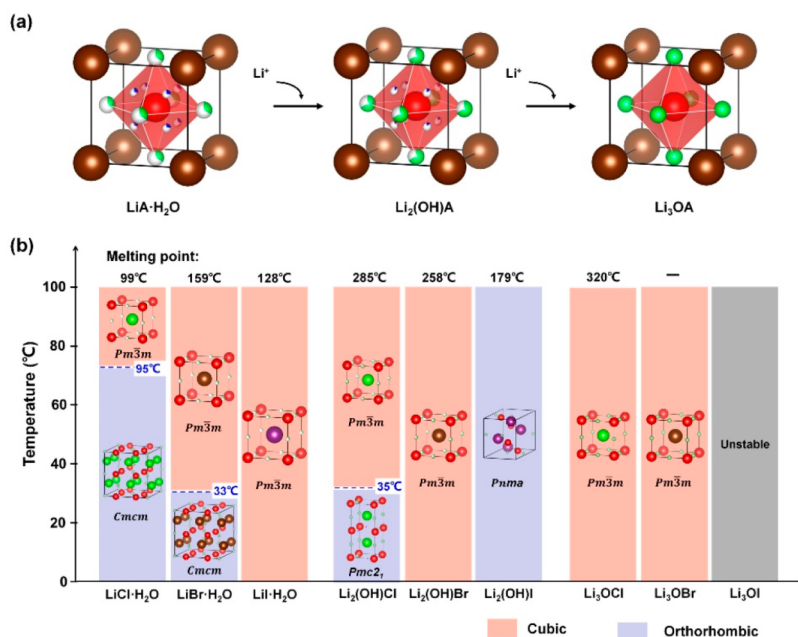 (a)
Li⁺ Li⁺
LiA·H₂O Li₂(OH)A Li₃OA
(b)
Melting point:
99℃ 159℃ 128℃ 285℃ 258℃ 179℃ 320℃ —
Temperature (℃)
100
80
60
40
20
0
Pm3̅m
95℃
Cmcm
Pm3̅m
33℃
Cmcm
Pm3̅m
Pm3̅m
35℃
Pmc2₁
Pm3̅m
Pnma
Pm3̅m
Pm3̅m
Unstable
LiCl·H₂O LiBr·H₂O LiI·H₂O Li₂(OH)Cl Li₂(OH)Br Li₂(OH)I Li₃OCl Li₃OBr Li₃OI
Cubic Orthorhombic